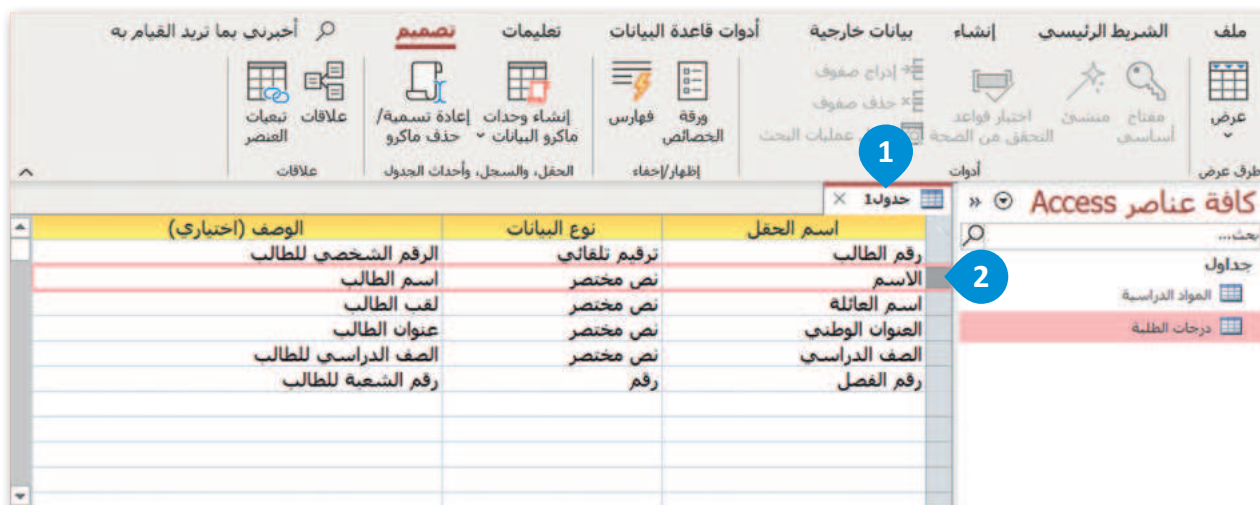 ملف الشريط الرئيسي إنشاء بيانات خارجية أدوات قاعدة البيانات تعليمات تصميم أخبرني بما تريد القيام به
عرض
مفتاح أساسي
منشئ
اختبار قواعد التحقق من الصحة
إدراج صفوف
حذف صفوف
عمليات البحث
ورقة الخصائص
فهارس
إنشاء وحدات ماكرو البيانات
إعادة تسمية/ حذف ماكرو
علاقات
تبعيات العنصر
طرق عرض
أدوات
إظهار/إخفاء
الحقل، والسجل، وأحداث الجدول
علاقات
1
كافة عناصر Access
بحث...
جداول
المواد الدراسية
درجات الطلبة
جدول1
اسم الحقل نوع البيانات الوصف (اختياري)
رقم الطالب ترقيم تلقائي الرقم الشخصي للطالب
2
الاسم نص مختصر اسم الطالب
اسم العائلة نص مختصر لقب الطالب
العنوان الوطني نص مختصر عنوان الطالب
الصف الدراسي نص مختصر الصف الدراسي للطالب
رقم الفصل رقم رقم الشعبة للطالب